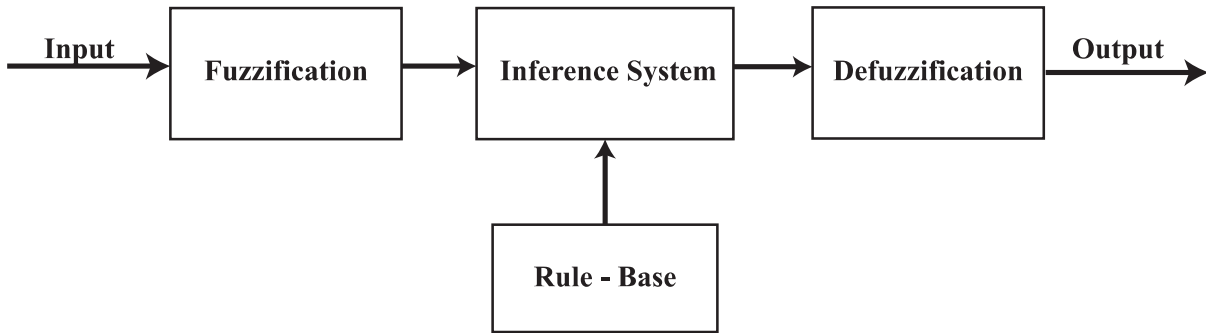 Input
Fuzzification
Inference System
Defuzzification
Output
Rule - Base